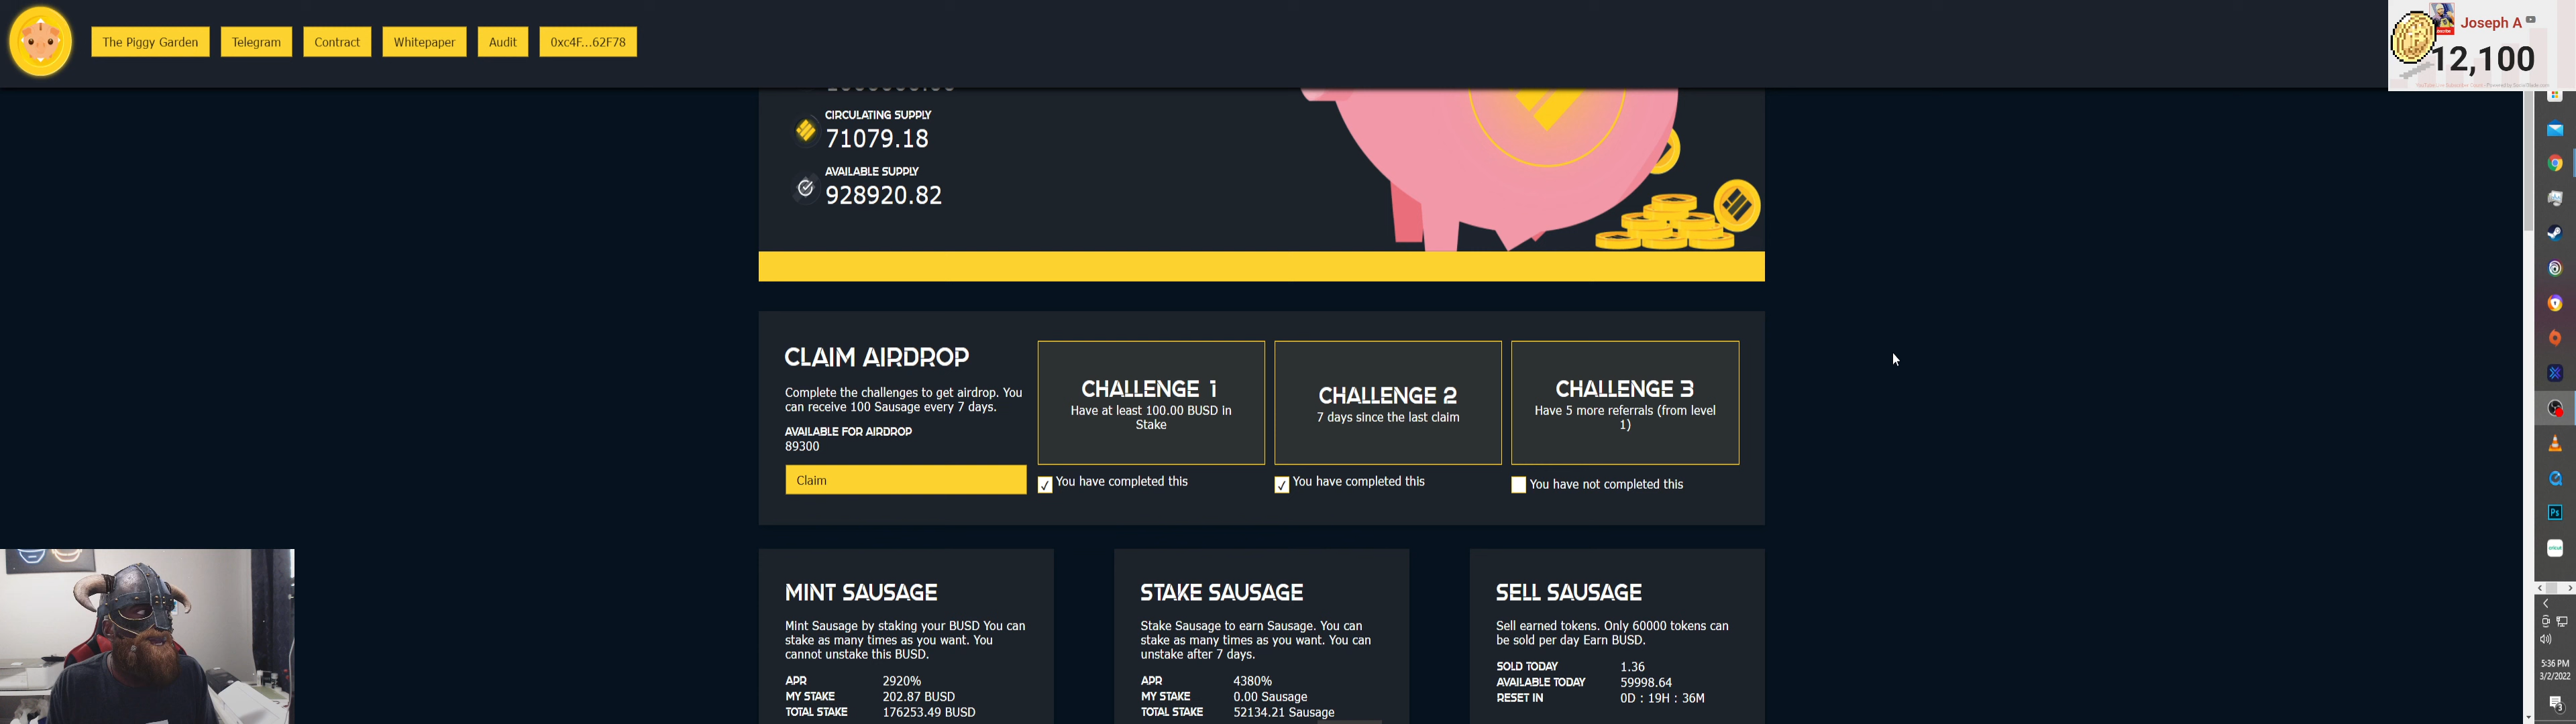 The Piggy Garden
Telegram
Contract
Whitepaper
Audit
0xc4F...62F78
Joseph A
12,100
CIRCULATING SUPPLY
71079.18
AVAILABLE SUPPLY
928920.82
CLAIM AIRDROP
Complete the challenges to get airdrop. You
can receive 100 Sausage every 7 days.
AVAILABLE FOR AIRDROP
89300
Claim
CHALLENGE 1
Have at least 100.00 BUSD in
Stake
You have completed this
CHALLENGE 2
7 days since the last claim
You have completed this
CHALLENGE 3
Have 5 more referrals (from level
1)
You have not completed this
MINT SAUSAGE
Mint Sausage by staking your BUSD You can
stake as many times as you want. You
cannot unstake this BUSD.
APR 2920%
MY STAKE 202.87 BUSD
TOTAL STAKE 176253.49 BUSD
STAKE SAUSAGE
Stake Sausage to earn Sausage. You can
stake as many times as you want. You can
unstake after 7 days.
APR 4380%
MY STAKE 0.00 Sausage
TOTAL STAKE 52134.21 Sausage
SELL SAUSAGE
Sell earned tokens. Only 60000 tokens can
be sold per day Earn BUSD.
SOLD TODAY 1.36
AVAILABLE TODAY 59998.64
RESET IN 0D : 19H : 36M
Ps
5:36 PM
3/2/2022
3